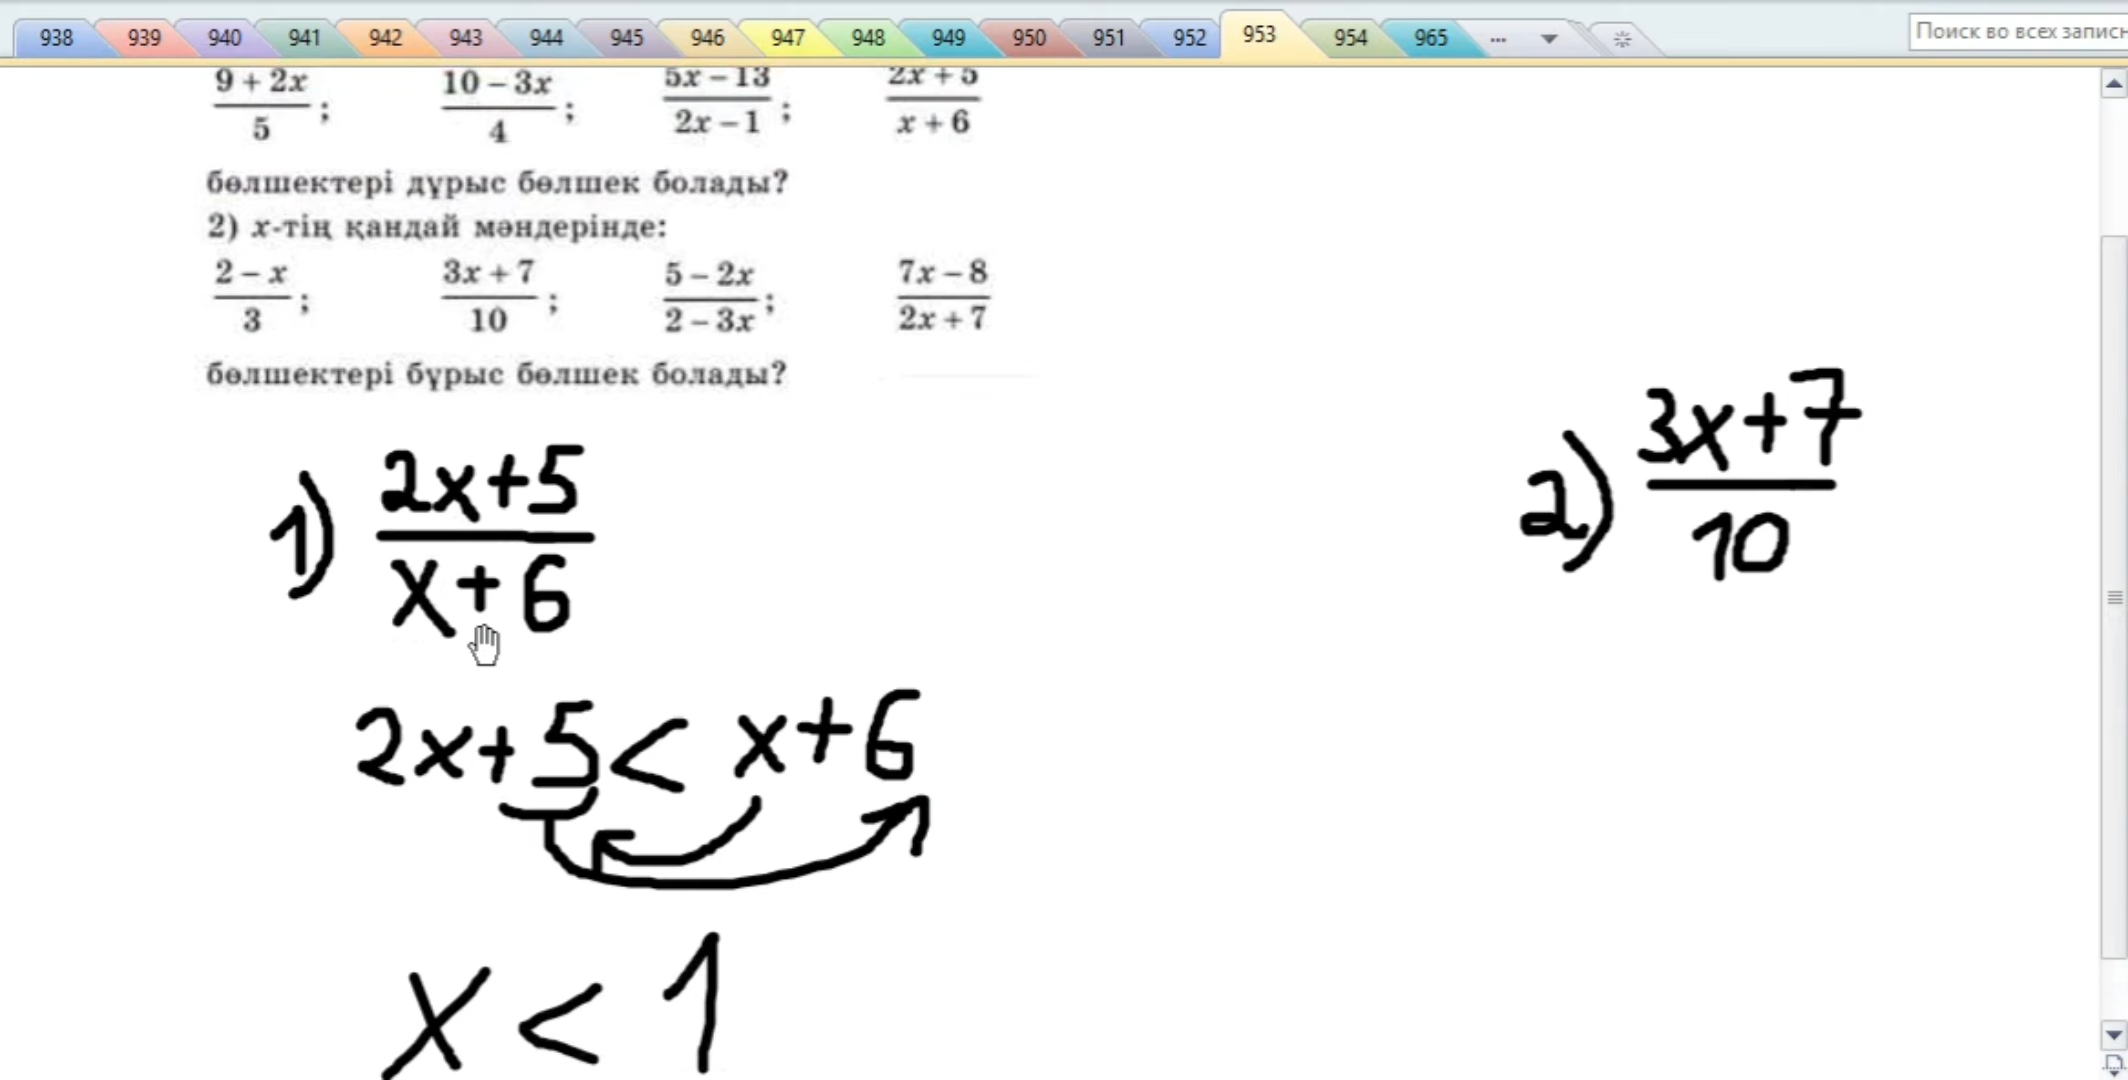 938 939 940 941 942 943 944 945 946 947 948 949 950 951 952 953 954 965 ...
Поиск во всех записн
9 + 2x 10 – 3x 5x – 13 2x + 5
5 ; 4 ; 2x – 1 ; x + 6
бөлшектері дұрыс бөлшек болады?
2) x-тің қандай мәндерінде:
2 – x 3x + 7 5 – 2x 7x – 8
3 ; 10 ; 2 – 3x ; 2x + 7
бөлшектері бұрыс бөлшек болады?
1) 2x+5
x+6
2x+5 < x+6
x < 1
2) 3x+7
10